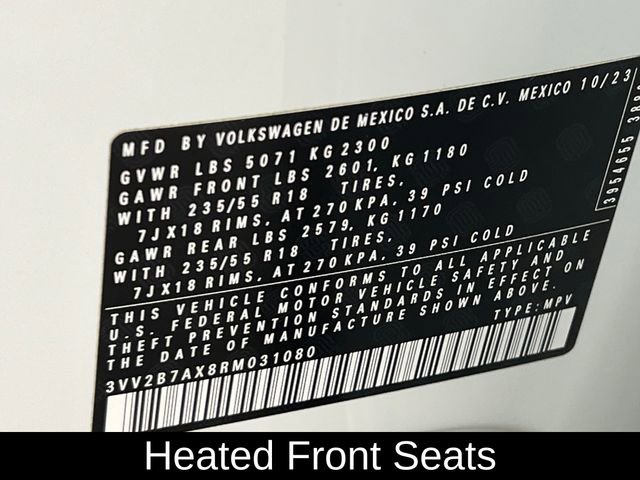 MFD BY VOLKSWAGEN DE MEXICO S.A. DE C.V. MEXICO 10/23
GVWR LBS 5071 KG 2300
GAWR FRONT LBS 2601, KG 1180
WITH 235/55 R18 TIRES,
7JX18 RIMS, AT 270 KPA, 39 PSI COLD
GAWR REAR LBS 2579, KG 1170
WITH 235/55 R18 TIRES,
7JX18 RIMS, AT 270 KPA, 39 PSI COLD
THIS VEHICLE CONFORMS TO ALL APPLICABLE
U.S. FEDERAL MOTOR VEHICLE SAFETY AND
THEFT PREVENTION STANDARDS IN EFFECT ON
THE DATE OF MANUFACTURE SHOWN ABOVE.
3VV2B7AX8RM031080 TYPE: MPV
3954655
Heated Front Seats